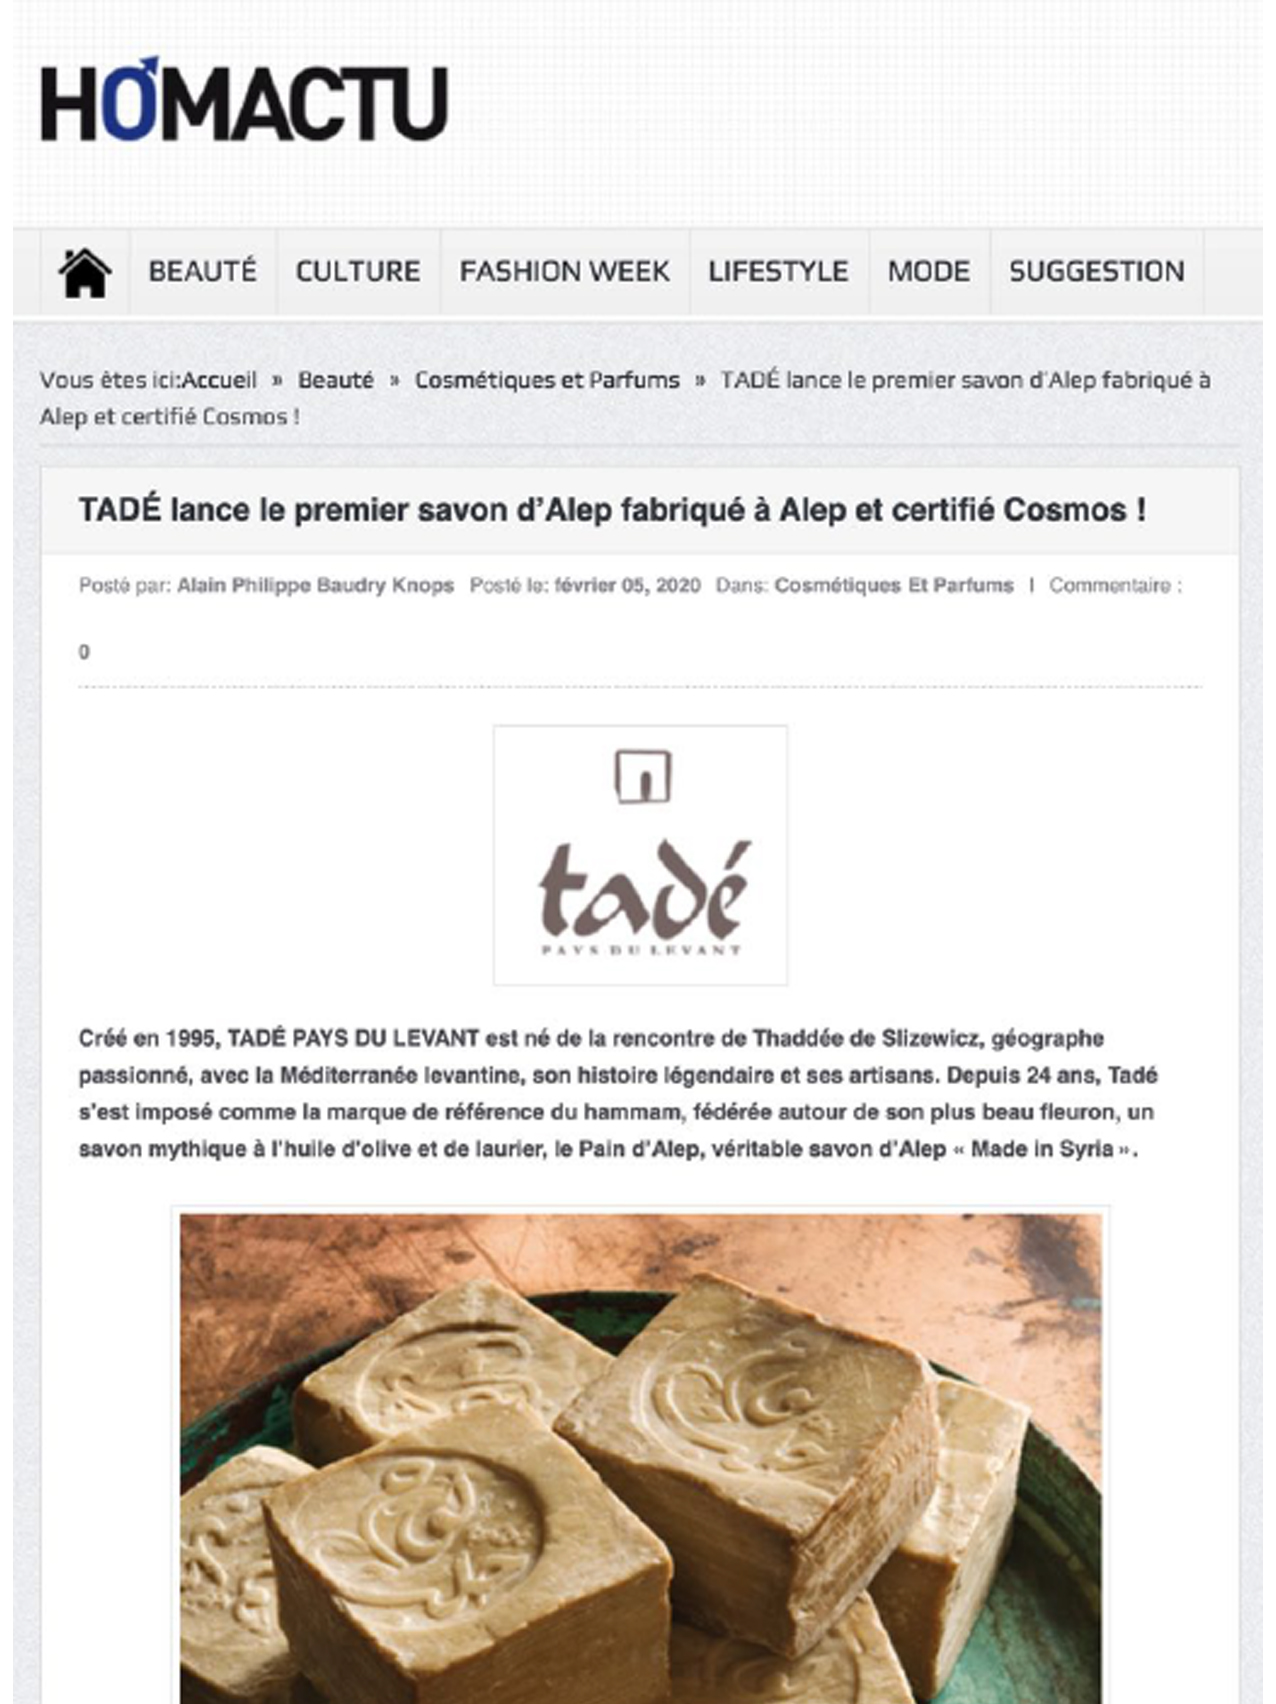 HOMACTU
BEAUTÉ CULTURE FASHION WEEK LIFESTYLE MODE SUGGESTION
Vous êtes ici:Accueil » Beauté » Cosmétiques et Parfums » TADÉ lance le premier savon d'Alep fabriqué à
Alep et certifié Cosmos !
TADÉ lance le premier savon d’Alep fabriqué à Alep et certifié Cosmos !
Posté par: Alain Philippe Baudry Knops Posté le: février 05, 2020 Dans: Cosmétiques Et Parfums | Commentaire :
0
tadé
PAYS DU LEVANT
Créé en 1995, TADÉ PAYS DU LEVANT est né de la rencontre de Thaddée de Slizewicz, géographe
passionné, avec la Méditerranée levantine, son histoire légendaire et ses artisans. Depuis 24 ans, Tadé
s'est imposé comme la marque de référence du hammam, fédérée autour de son plus beau fleuron, un
savon mythique à l'huile d'olive et de laurier, le Pain d'Alep, véritable savon d'Alep « Made in Syria ».